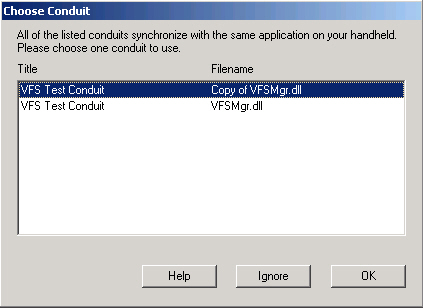 Choose Conduit
All of the listed conduits synchronize with the same application on your handheld.
Please choose one conduit to use.
Title Filename
VFS Test Conduit Copy of VFSMgr.dll
VFS Test Conduit VFSMgr.dll
Help Ignore OK